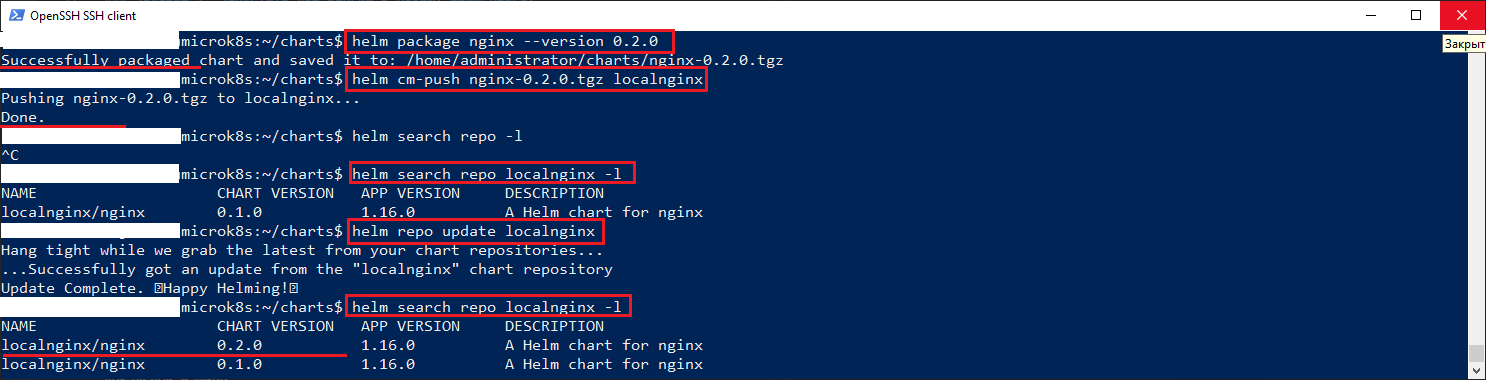 OpenSSH SSH client
Закрыт
microk8s:~/charts$ helm package nginx --version 0.2.0
Successfully packaged chart and saved it to: /home/administrator/charts/nginx-0.2.0.tgz
microk8s:~/charts$ helm cm-push nginx-0.2.0.tgz localnginx
Pushing nginx-0.2.0.tgz to localnginx...
Done.
microk8s:~/charts$ helm search repo -l
^C
microk8s:~/charts$ helm search repo localnginx -l
NAME CHART VERSION APP VERSION DESCRIPTION
localnginx/nginx 0.1.0 1.16.0 A Helm chart for nginx
microk8s:~/charts$ helm repo update localnginx
Hang tight while we grab the latest from your chart repositories...
...Successfully got an update from the "localnginx" chart repository
Update Complete. ⍰Happy Helming!⍰
microk8s:~/charts$ helm search repo localnginx -l
NAME CHART VERSION APP VERSION DESCRIPTION
localnginx/nginx 0.2.0 1.16.0 A Helm chart for nginx
localnginx/nginx 0.1.0 1.16.0 A Helm chart for nginx